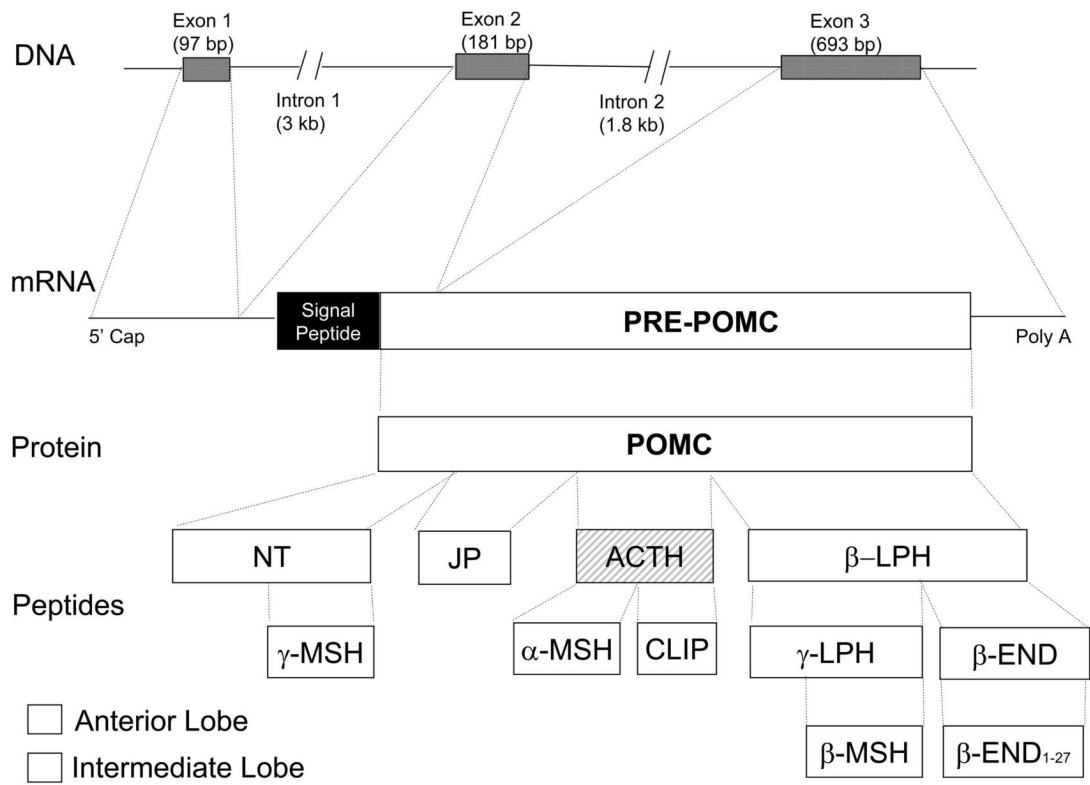 Exon 1
(97 bp)
Exon 2
(181 bp)
Exon 3
(693 bp)
DNA
Intron 1
(3 kb)
Intron 2
(1.8 kb)
mRNA
Signal
Peptide
PRE-POMC
5’ Cap
Poly A
Protein
POMC
NT
JP
ACTH
β–LPH
Peptides
γ-MSH
α-MSH
CLIP
γ-LPH
β-END
Anterior Lobe
Intermediate Lobe
β-MSH
β-END1-27